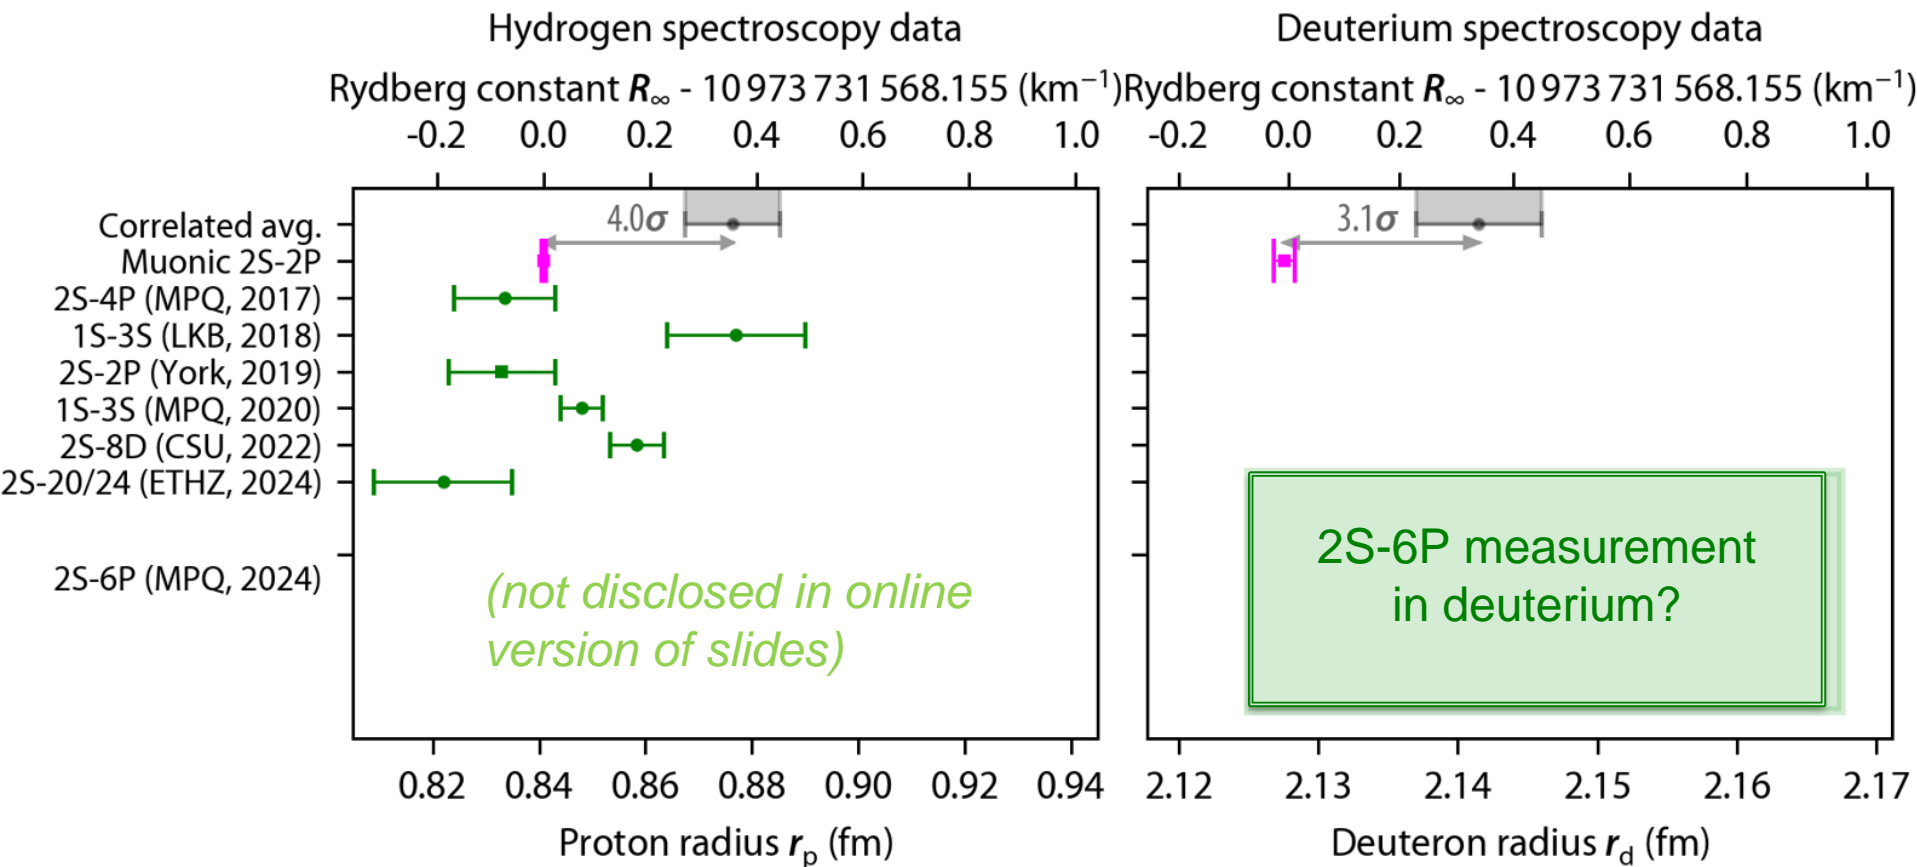 Hydrogen spectroscopy data
Rydberg constant R∞ - 10 973 731 568.155 (km⁻¹)
-0.2 0.0 0.2 0.4 0.6 0.8 1.0
Deuterium spectroscopy data
Rydberg constant R∞ - 10 973 731 568.155 (km⁻¹)
-0.2 0.0 0.2 0.4 0.6 0.8 1.0
Correlated avg.
Muonic 2S-2P
2S-4P (MPQ, 2017)
1S-3S (LKB, 2018)
2S-2P (York, 2019)
1S-3S (MPQ, 2020)
2S-8D (CSU, 2022)
2S-20/24 (ETHZ, 2024)
2S-6P (MPQ, 2024)
4.0σ
(not disclosed in online
version of slides)
0.82 0.84 0.86 0.88 0.90 0.92 0.94
Proton radius rₚ (fm)
3.1σ
2S-6P measurement
in deuterium?
2.12 2.13 2.14 2.15 2.16 2.17
Deuteron radius r_d (fm)